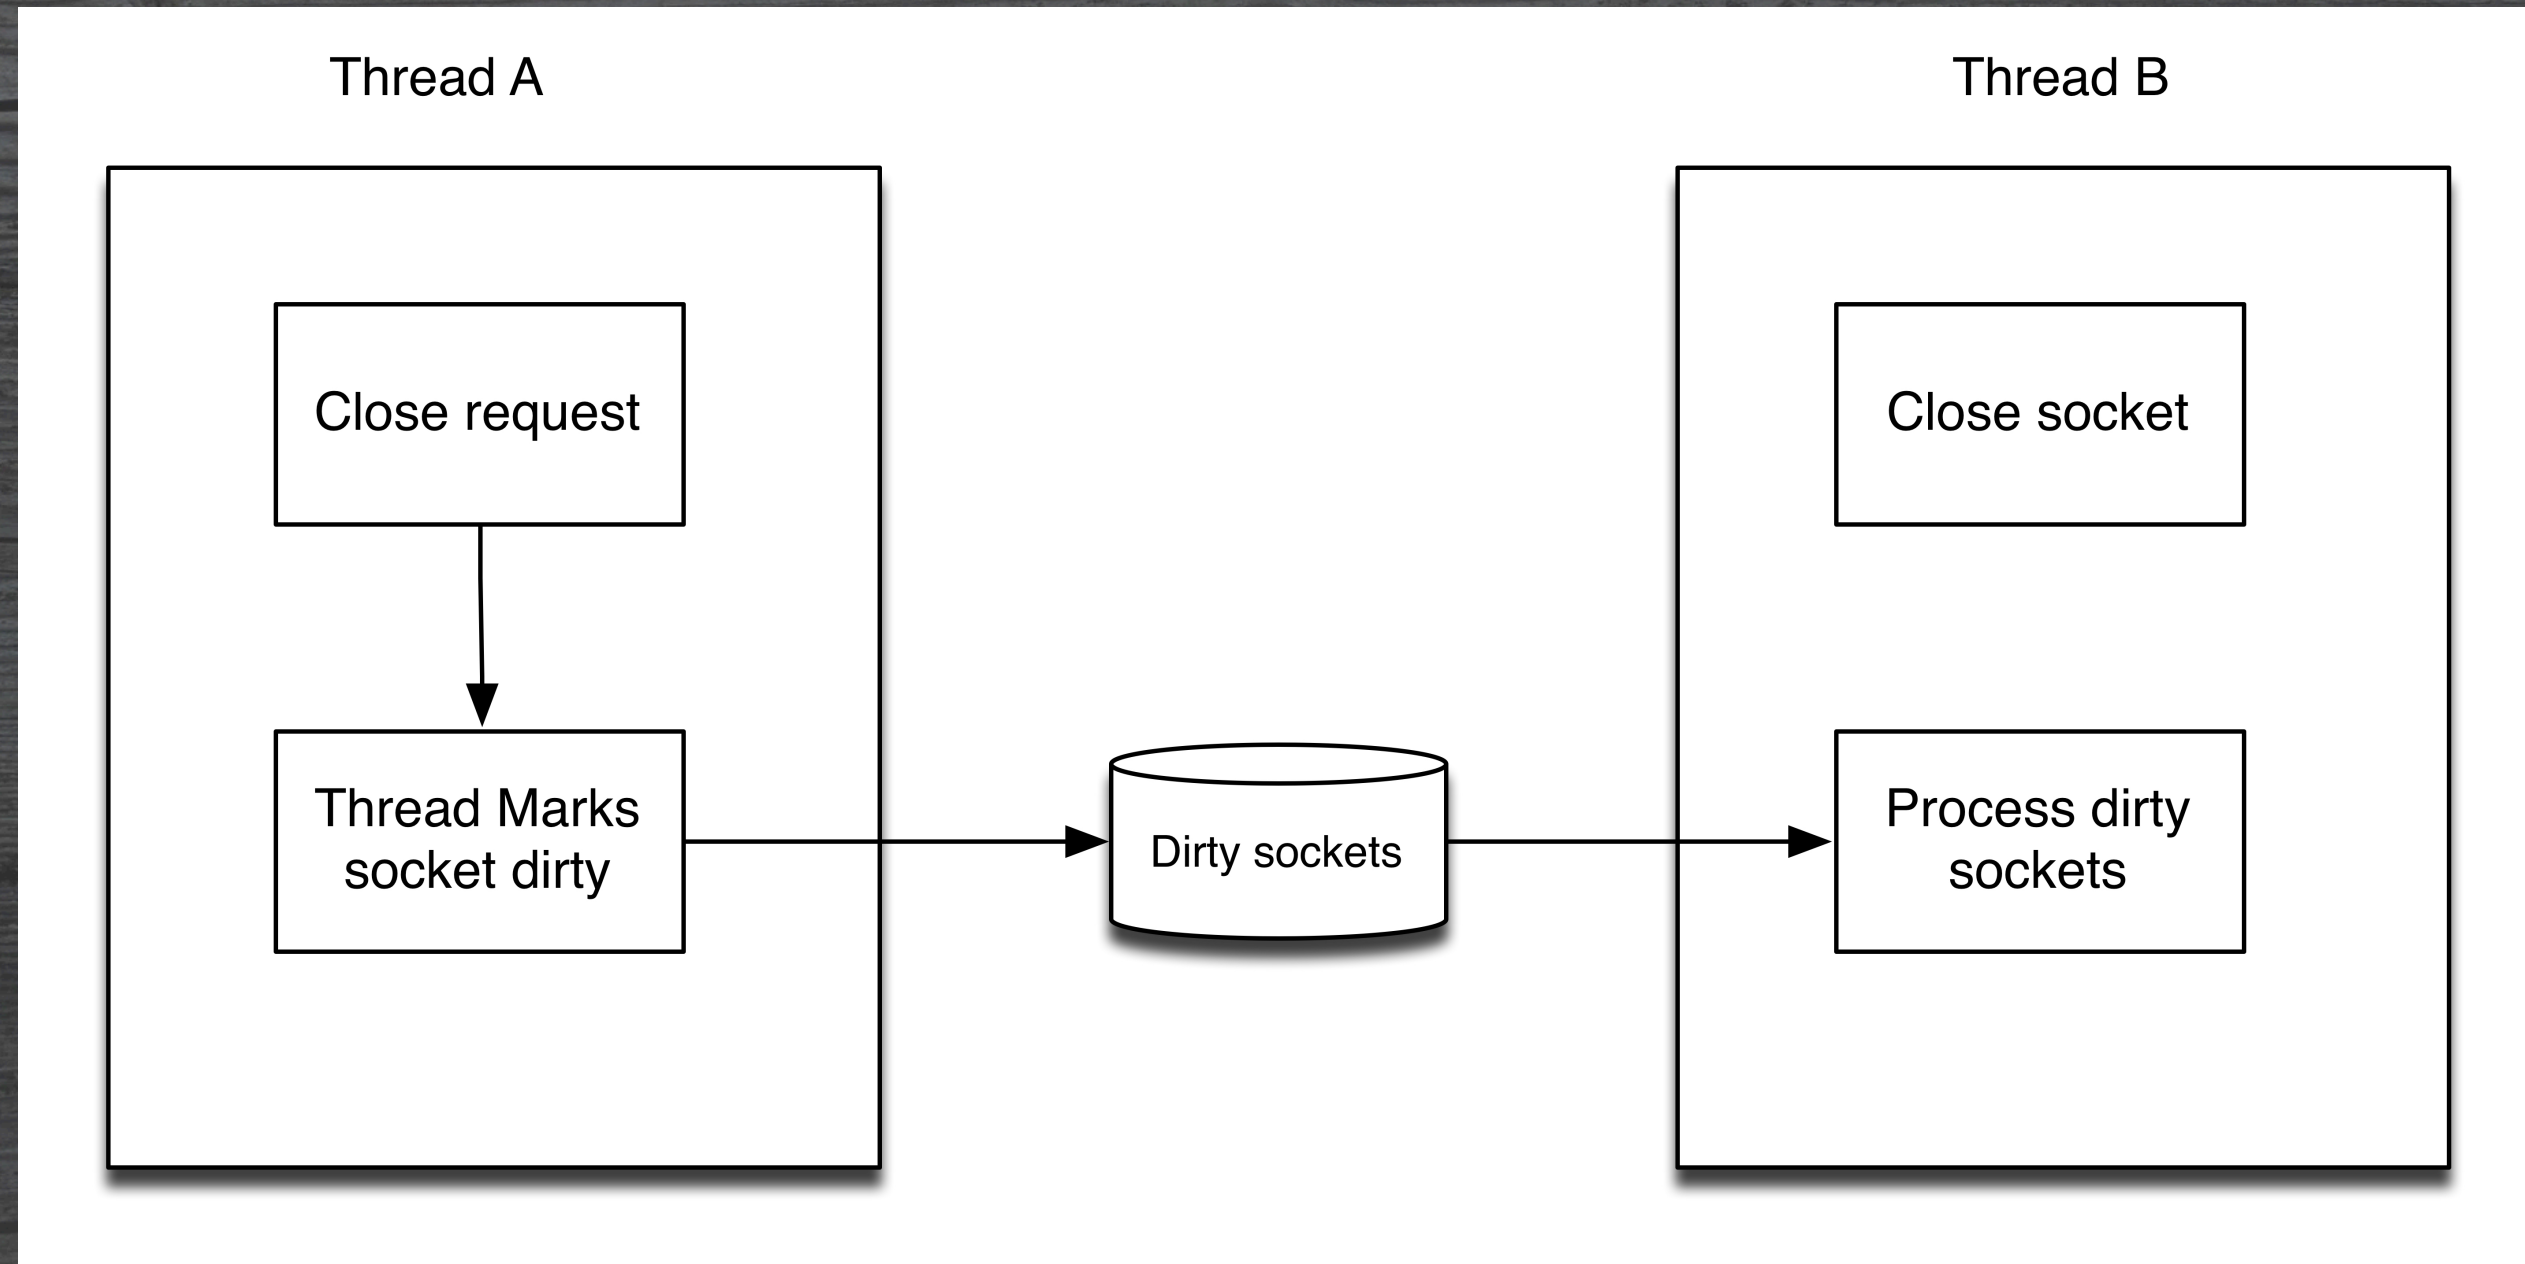 Thread A
Thread B
Close request
Close socket
Thread Marks
socket dirty
Dirty sockets
Process dirty
sockets